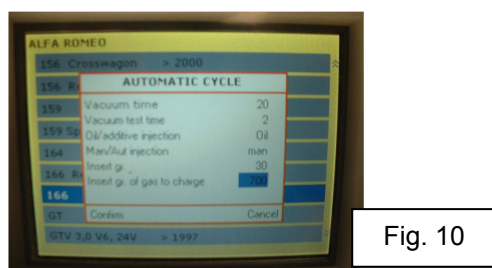 ALFA ROMEO
156 Crosswagon > 2000
156
AUTOMATIC CYCLE
159
Vacuum time 20
Vacuum test time 2
159 Sp
Oil/additive injection Oil
164
Man/Aut injection man
166
Insert gr. 30
Insert gr. of gas to charge 700
166
GT
Confirm Cancel
GTV 3,0 V6, 24V > 1997
Fig. 10